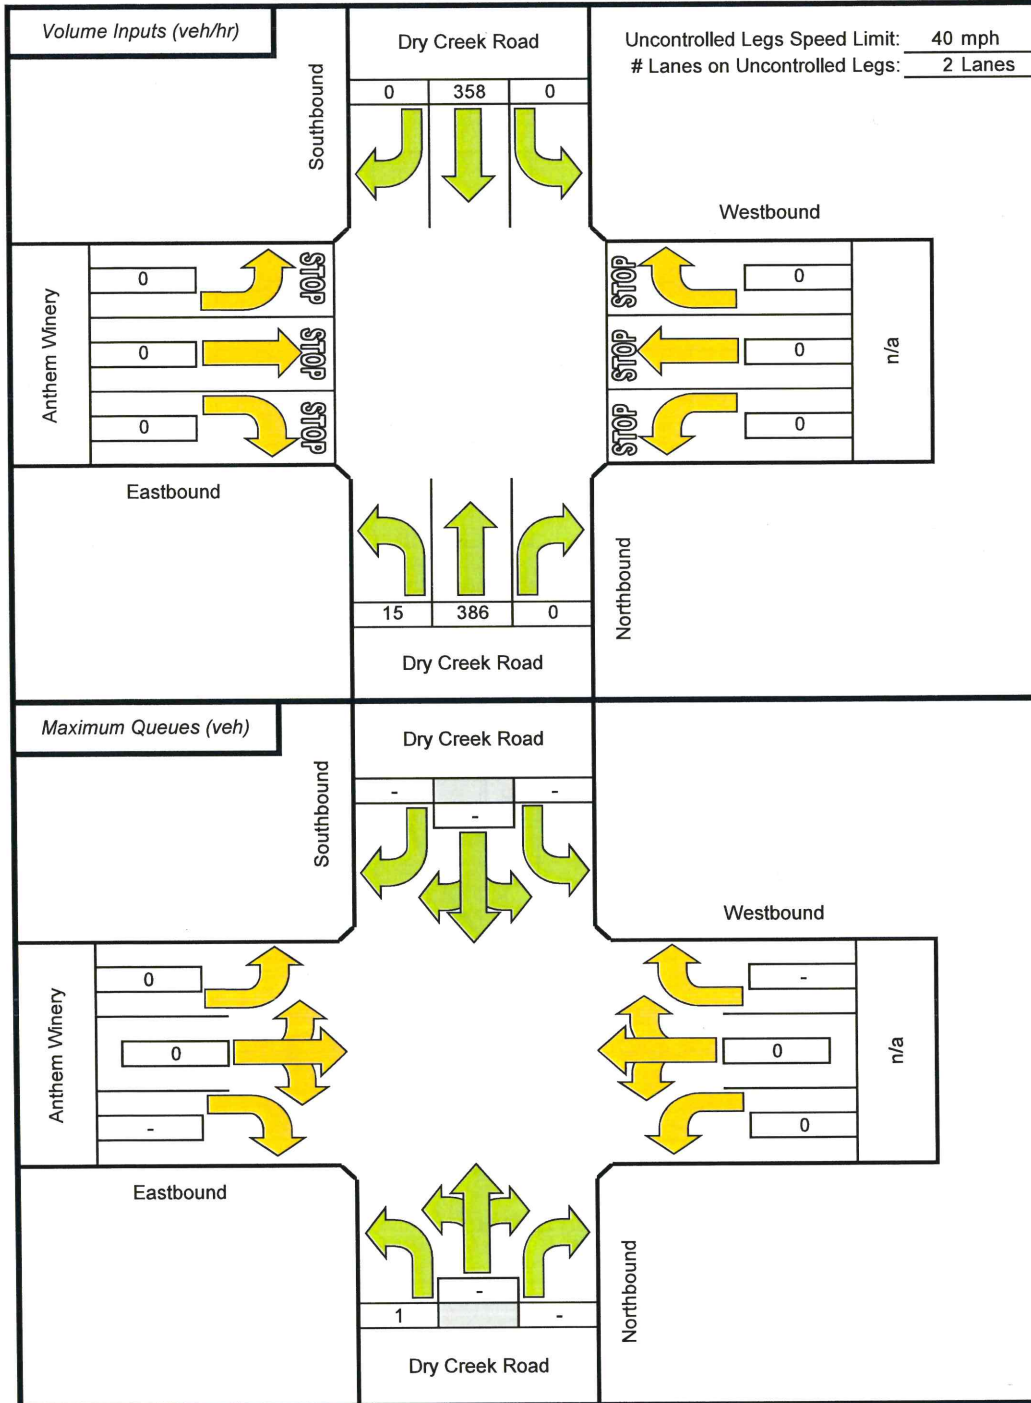 Volume Inputs (veh/hr)
Dry Creek Road
Uncontrolled Legs Speed Limit: 40 mph
# Lanes on Uncontrolled Legs: 2 Lanes
Southbound
0 358 0
Westbound
Anthem Winery
0 STOP
0 STOP
0 STOP
STOP 0
STOP 0
STOP 0
n/a
Eastbound
Northbound
15 386 0
Dry Creek Road
Maximum Queues (veh)
Dry Creek Road
Southbound
- -
-
Westbound
Anthem Winery
0
0
-
-
0
0
n/a
Eastbound
Northbound
-
1 -
Dry Creek Road